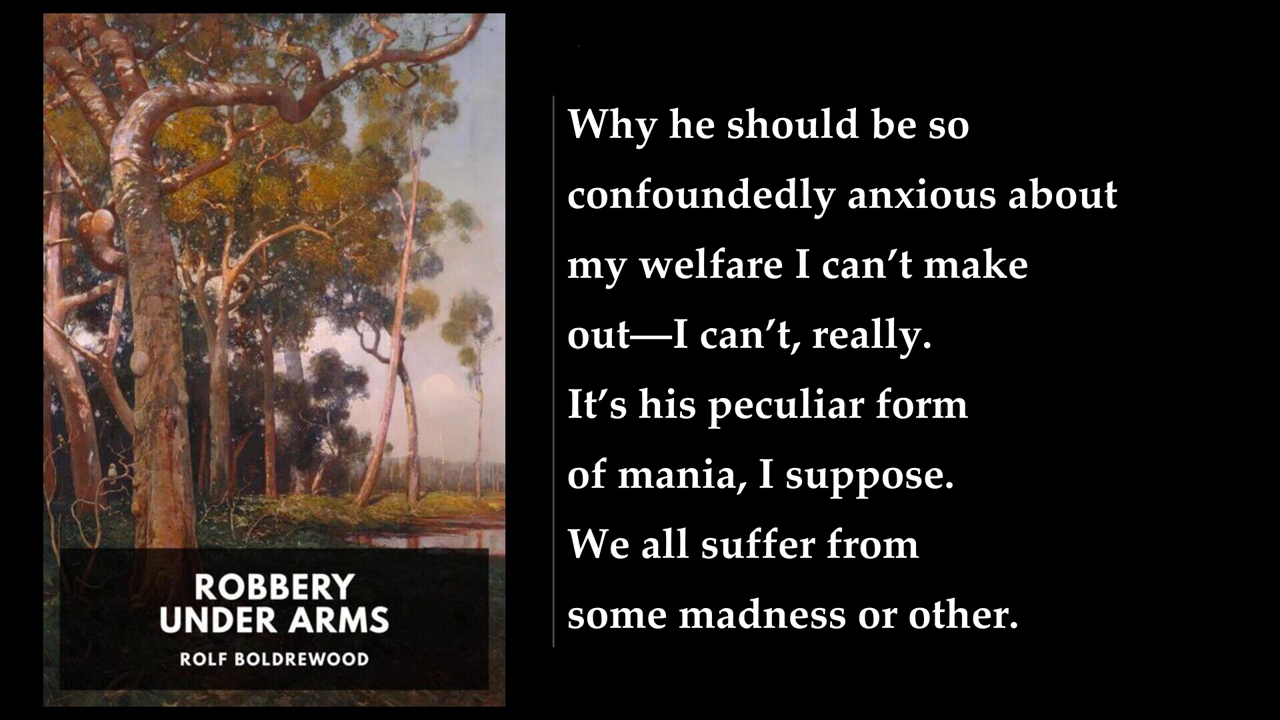 ROBBERY
UNDER ARMS
ROLF BOLDREWOOD
Why he should be so
confoundedly anxious about
my welfare I can’t make
out—I can’t, really.
It’s his peculiar form
of mania, I suppose.
We all suffer from
some madness or other.